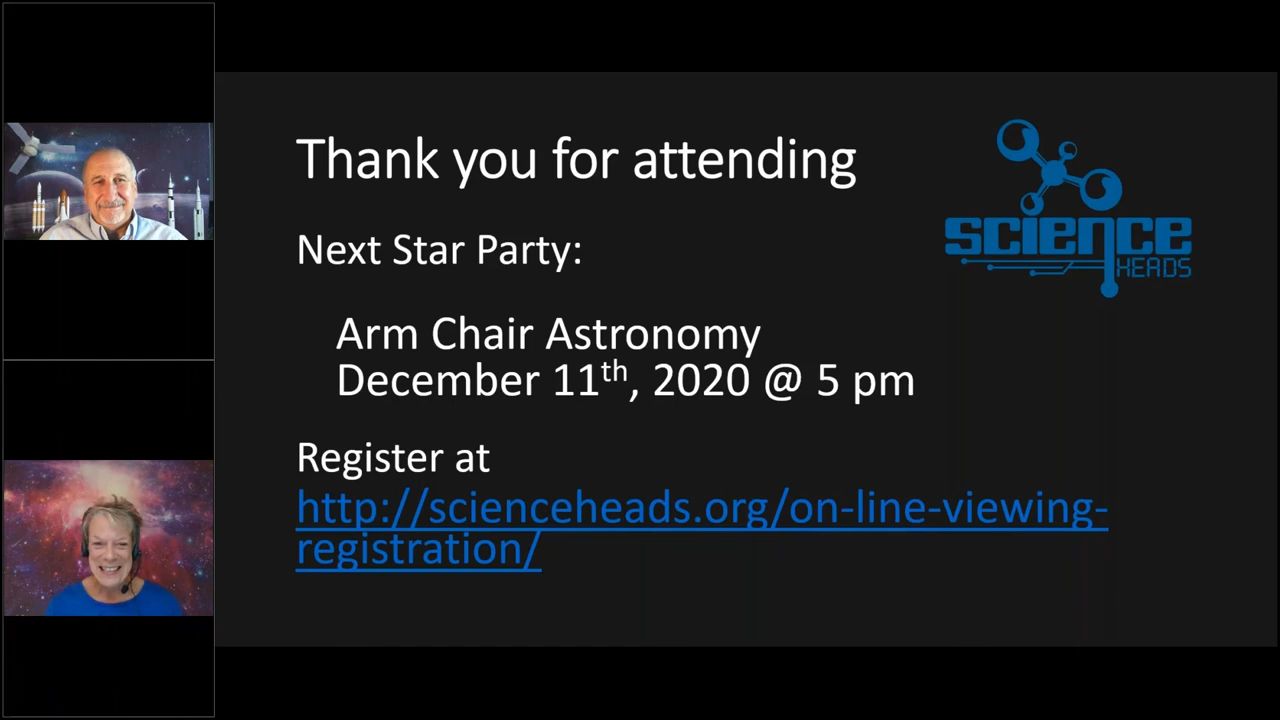 Thank you for attending
SCIENCE
HEADS
Next Star Party:
Arm Chair Astronomy
December 11th, 2020 @ 5 pm
Register at
http://scienceheads.org/on-line-viewing-
registration/